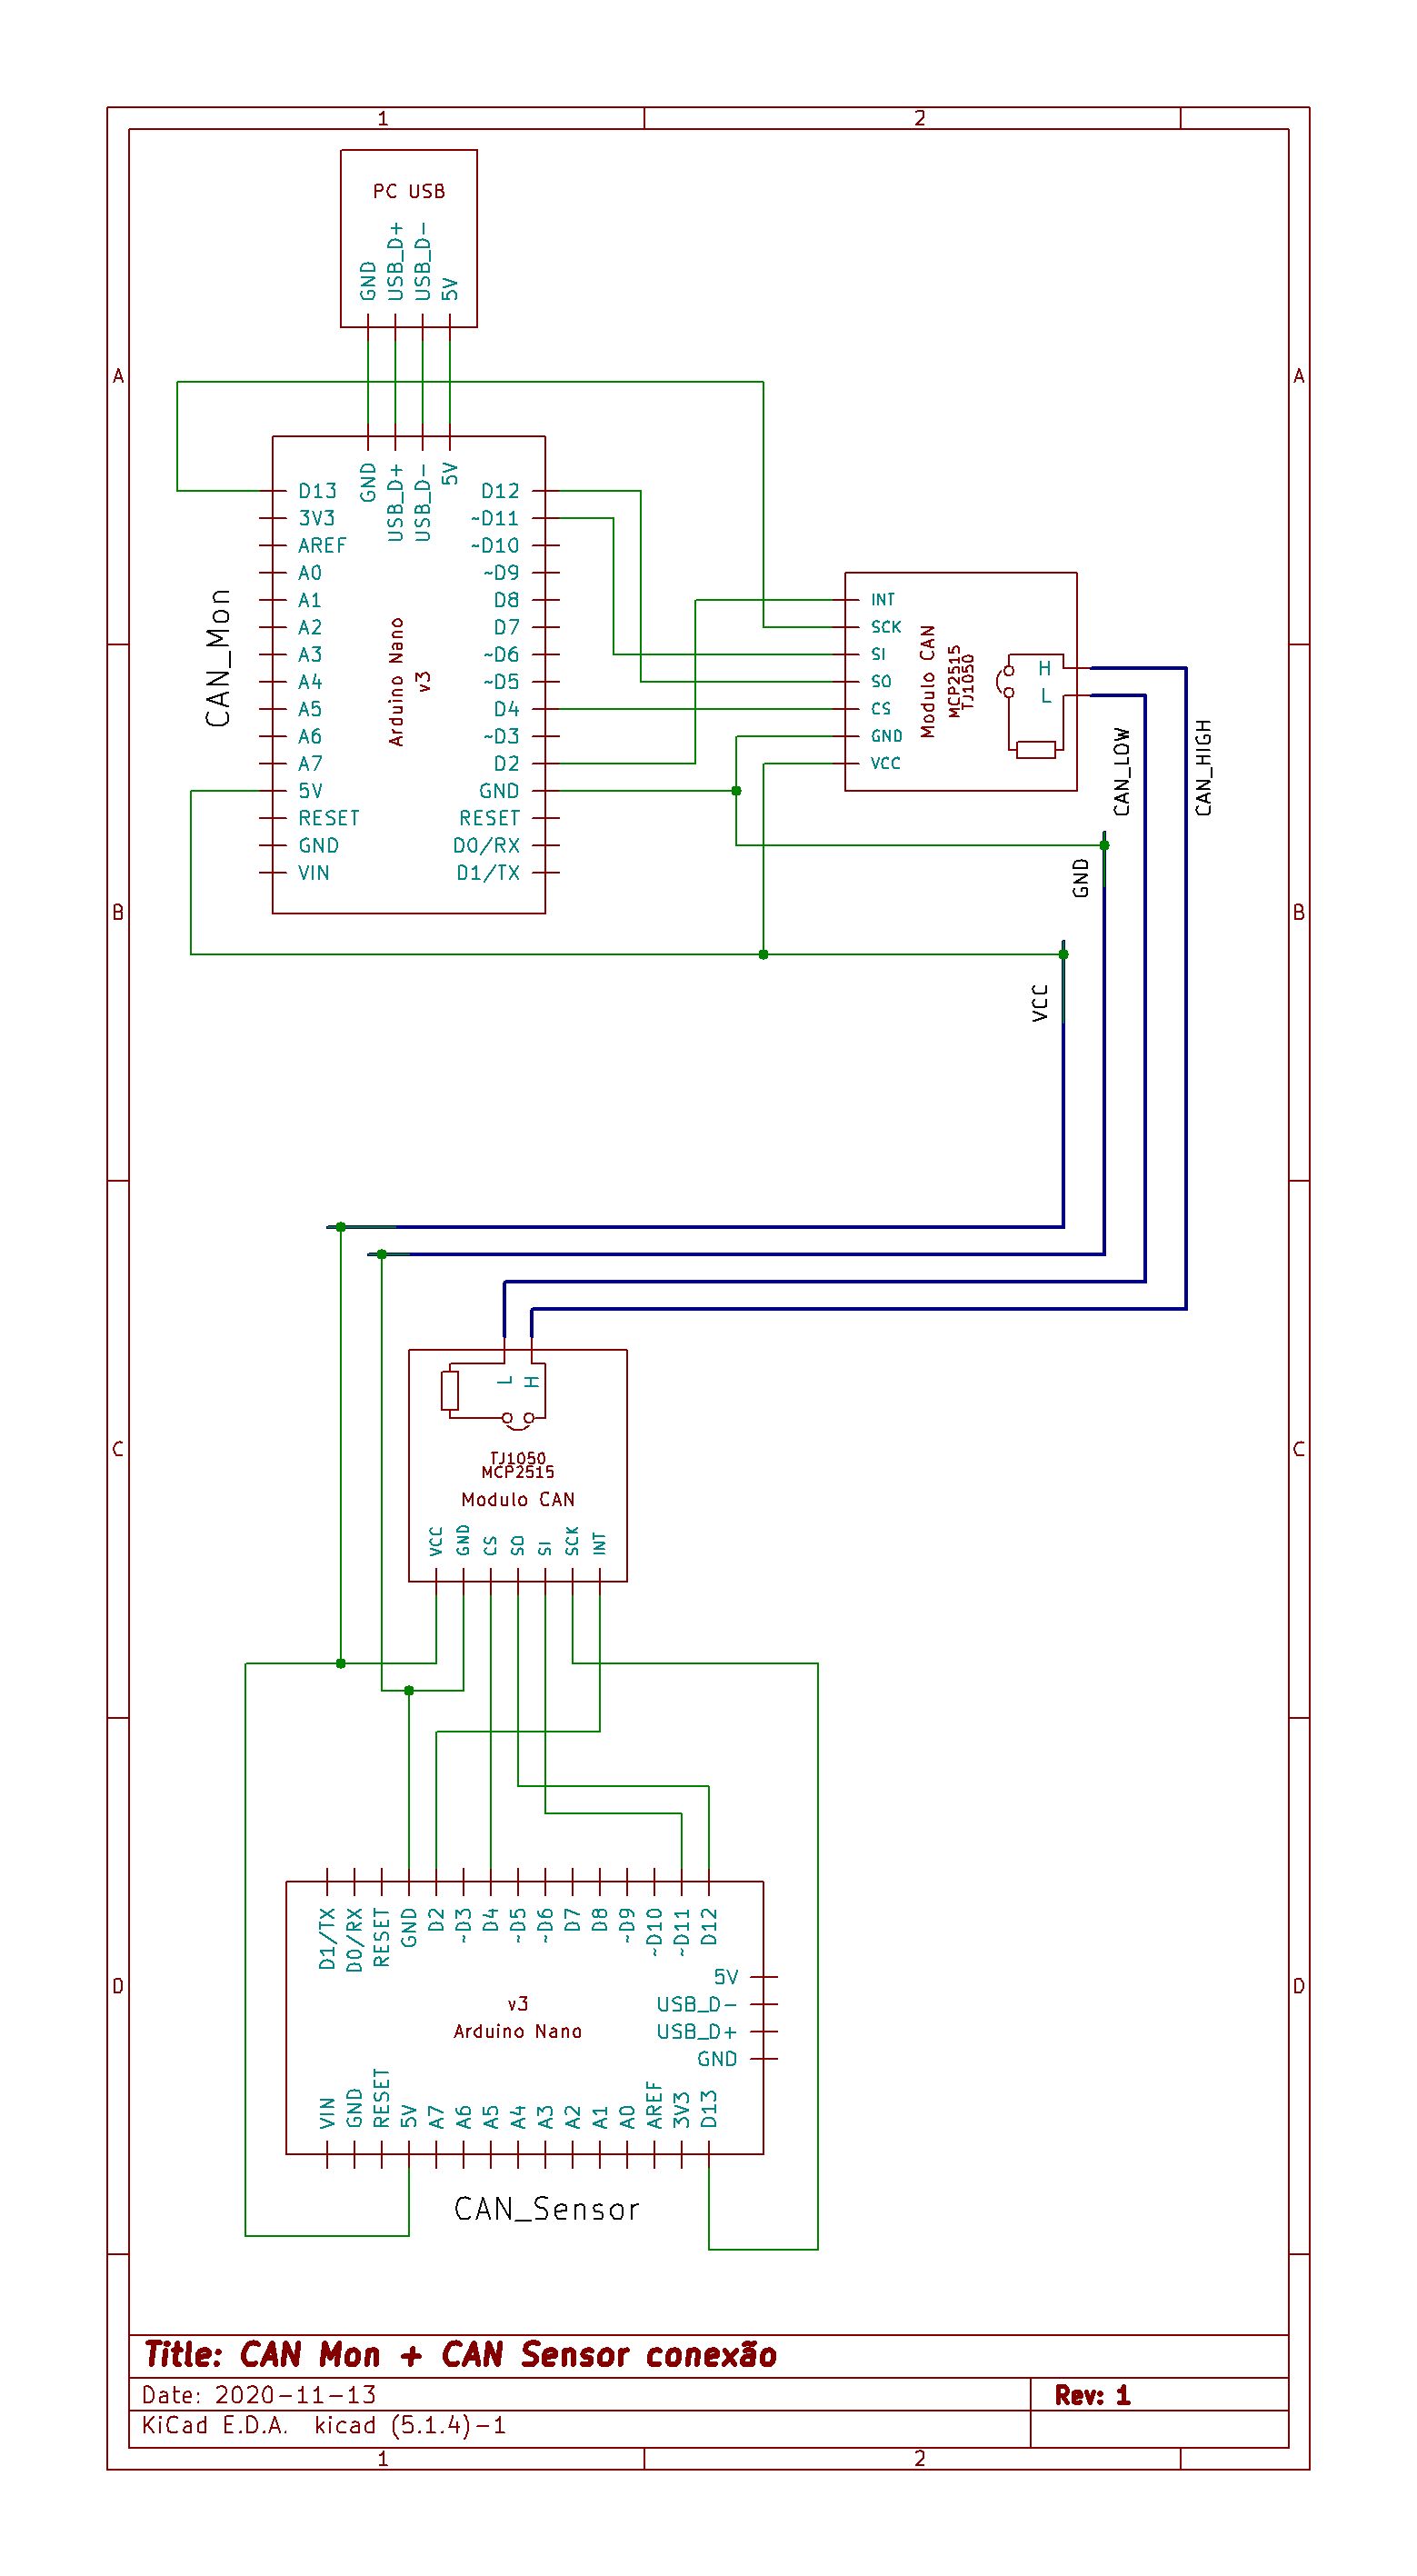 1
2
PC USB
GND
USB_D+
USB_D-
5V
A
A
GND
USB_D+
USB_D-
5V
D13
3V3
AREF
A0
A1
A2
A3
A4
A5
A6
A7
5V
RESET
GND
VIN
D12
~D11
~D10
~D9
D8
D7
~D6
~D5
D4
~D3
D2
GND
RESET
D0/RX
D1/TX
Arduino Nano
v3
CAN_Mon
INT
SCK
SI
SO
CS
GND
VCC
Modulo CAN
MCP2515
TJ1050
H
L
CAN_LOW
CAN_HIGH
GND
VCC
B
B
L
H
TJ1050
MCP2515
Modulo CAN
VCC
GND
CS
SO
SI
SCK
INT
C
C
D1/TX
D0/RX
RESET
GND
D2
~D3
D4
~D5
~D6
D7
D8
~D9
~D10
~D11
D12
5V
USB_D-
USB_D+
GND
v3
Arduino Nano
VIN
GND
RESET
5V
A7
A6
A5
A4
A3
A2
A1
A0
AREF
3V3
D13
D
D
CAN_Sensor
Title: CAN Mon + CAN Sensor conexão
Date: 2020-11-13
Rev: 1
KiCad E.D.A. kicad (5.1.4)-1
1
2